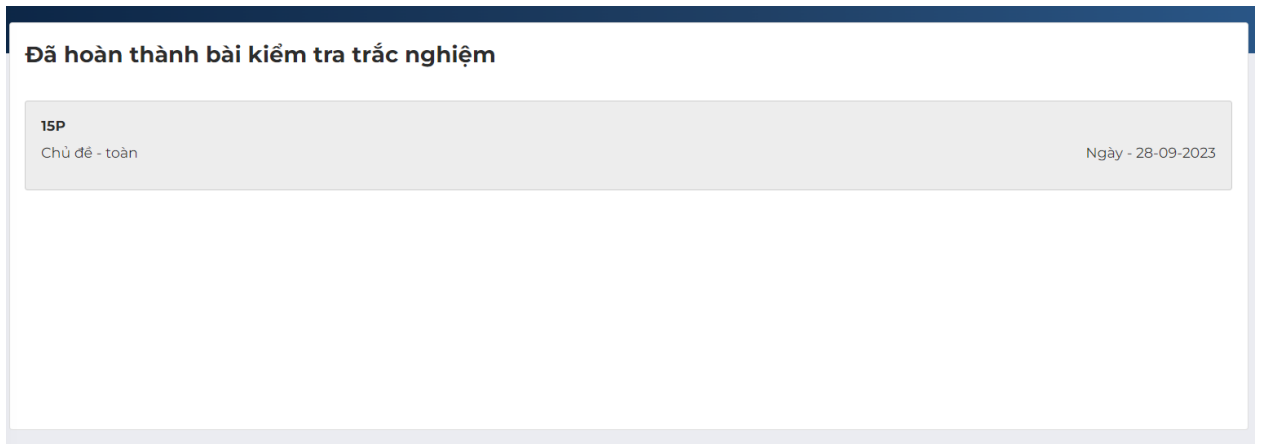 Đã hoàn thành bài kiểm tra trắc nghiệm
15P
Chủ đề - toàn
Ngày - 28-09-2023